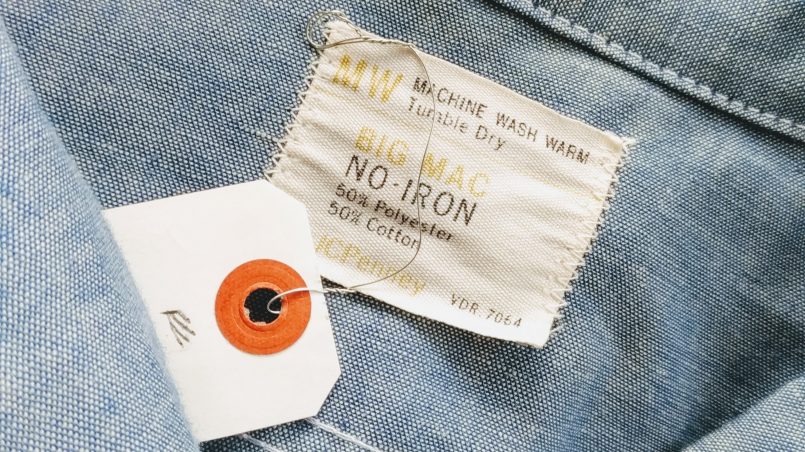 MW MACHINE WASH WARM
Tumble Dry
BIG MAC
NO-IRON
50% Polyester
50% Cotton
JCPenney
VDR. 7064